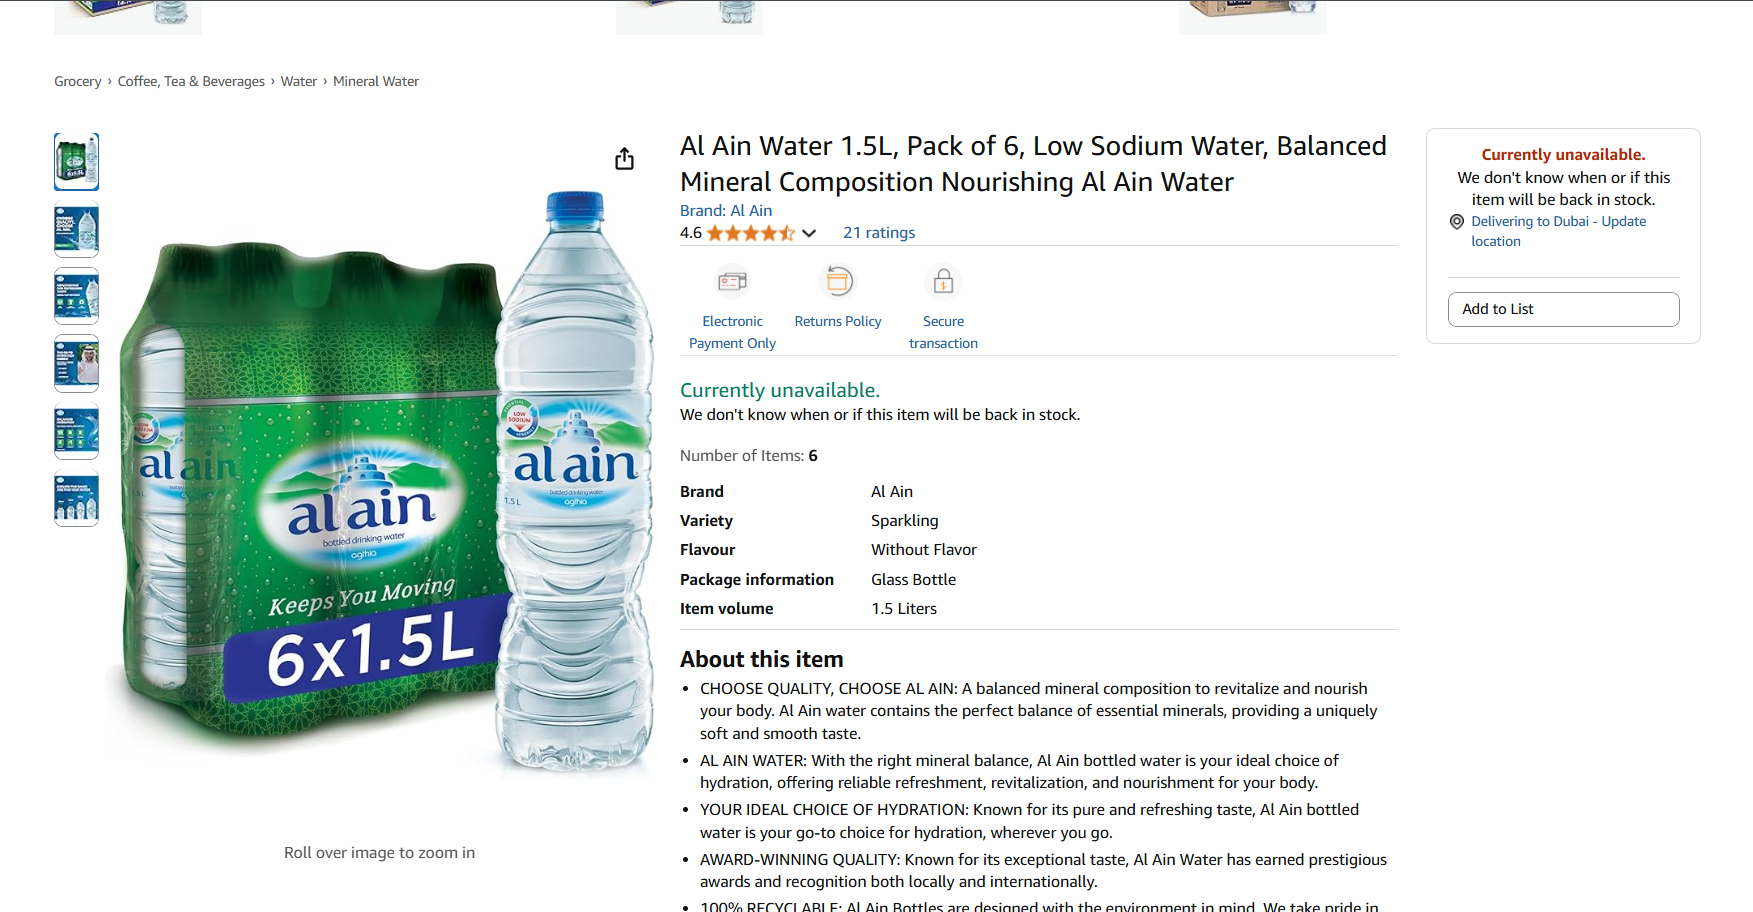 Grocery › Coffee, Tea & Beverages › Water › Mineral Water
Al Ain Water 1.5L, Pack of 6, Low Sodium Water, Balanced
Mineral Composition Nourishing Al Ain Water
Brand: Al Ain
4.6 21 ratings
Electronic
Payment Only
Returns Policy
Secure
transaction
Currently unavailable.
We don't know when or if this item will be back in stock.
Number of Items: 6
Brand Al Ain
Variety Sparkling
Flavour Without Flavor
Package information Glass Bottle
Item volume 1.5 Liters
About this item
• CHOOSE QUALITY, CHOOSE AL AIN: A balanced mineral composition to revitalize and nourish
your body. Al Ain water contains the perfect balance of essential minerals, providing a uniquely
soft and smooth taste.
• AL AIN WATER: With the right mineral balance, Al Ain bottled water is your ideal choice of
hydration, offering reliable refreshment, revitalization, and nourishment for your body.
• YOUR IDEAL CHOICE OF HYDRATION: Known for its pure and refreshing taste, Al Ain bottled
water is your go-to choice for hydration, wherever you go.
• AWARD-WINNING QUALITY: Known for its exceptional taste, Al Ain Water has earned prestigious
awards and recognition both locally and internationally.
• 100% RECYCLABLE: Al Ain Bottles are designed with the environment in mind. We take pride in
Currently unavailable.
We don't know when or if this
item will be back in stock.
Delivering to Dubai - Update
location
Add to List
LOW
SODIUM
al ain
al ain
bottled drinking water
agthia
Keeps You Moving
6x1.5L
LOW
SODIUM
al ain
bottled drinking water
agthia
1.5 L
Roll over image to zoom in